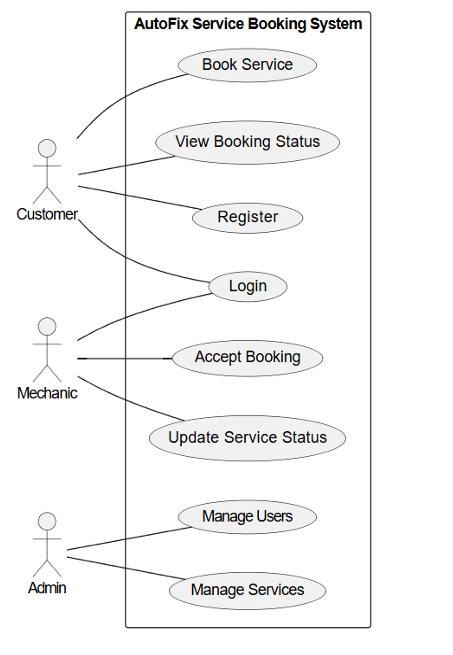 AutoFix Service Booking System
Book Service
View Booking Status
Customer
Register
Login
Mechanic
Accept Booking
Update Service Status
Manage Users
Admin
Manage Services